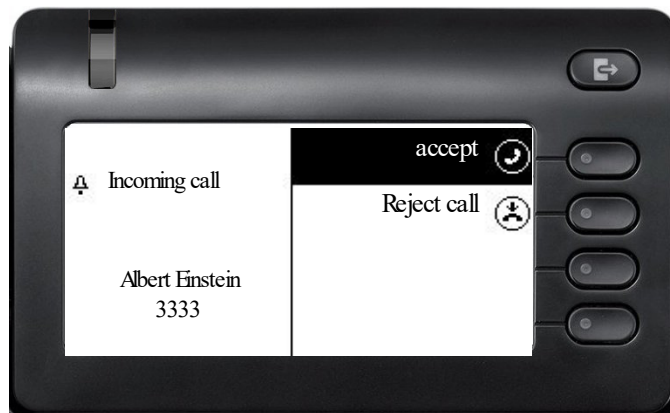 Incoming call
Albert Einstein
3333
accept
Reject call